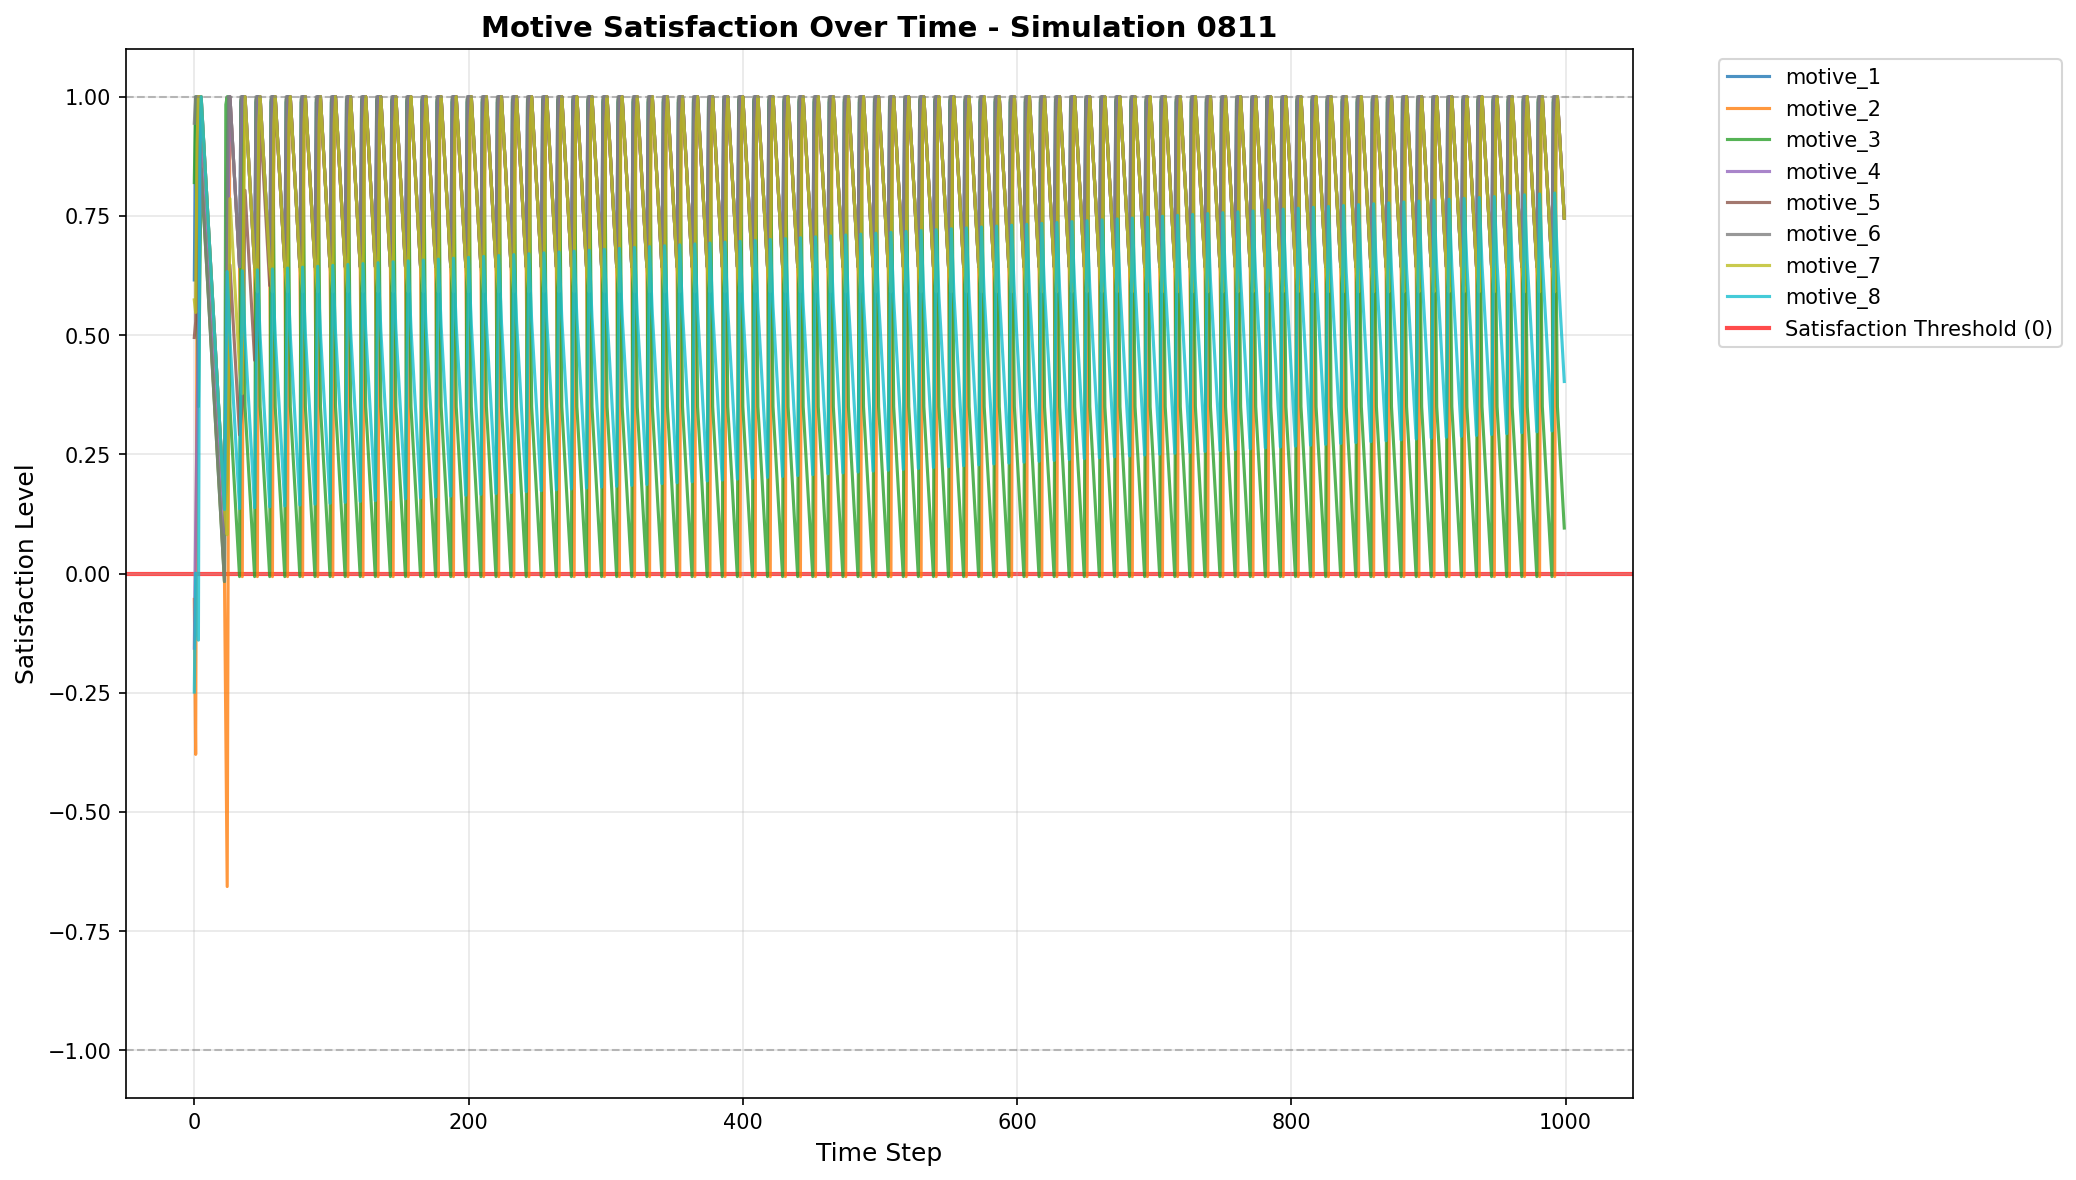 Motive Satisfaction Over Time - Simulation 0811
1.00
0.75
0.50
0.25
0.00
−0.25
−0.50
−0.75
−1.00
Satisfaction Level
0
200
400
600
800
1000
Time Step
motive_1
motive_2
motive_3
motive_4
motive_5
motive_6
motive_7
motive_8
Satisfaction Threshold (0)